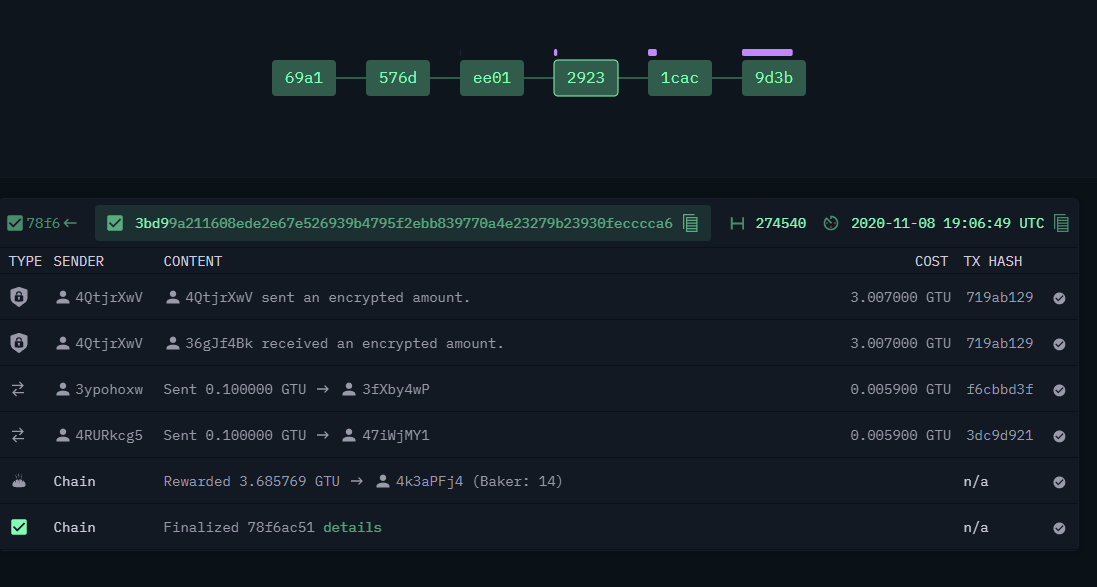 69a1 576d ee01 2923 1cac 9d3b
78f6 ← 3bd99a211608ede2e67e526939b4795f2ebb839770a4e23279b23930fecccca6 274540 2020-11-08 19:06:49 UTC
TYPE SENDER CONTENT COST TX HASH
4QtjrXwV 4QtjrXwV sent an encrypted amount. 3.007000 GTU 719ab129
4QtjrXwV 36gJf4Bk received an encrypted amount. 3.007000 GTU 719ab129
3ypohoxw Sent 0.100000 GTU → 3fXby4wP 0.005900 GTU f6cbbd3f
4RURkcg5 Sent 0.100000 GTU → 47iWjMY1 0.005900 GTU 3dc9d921
Chain Rewarded 3.685769 GTU → 4k3aPFj4 (Baker: 14) n/a
Chain Finalized 78f6ac51 details n/a